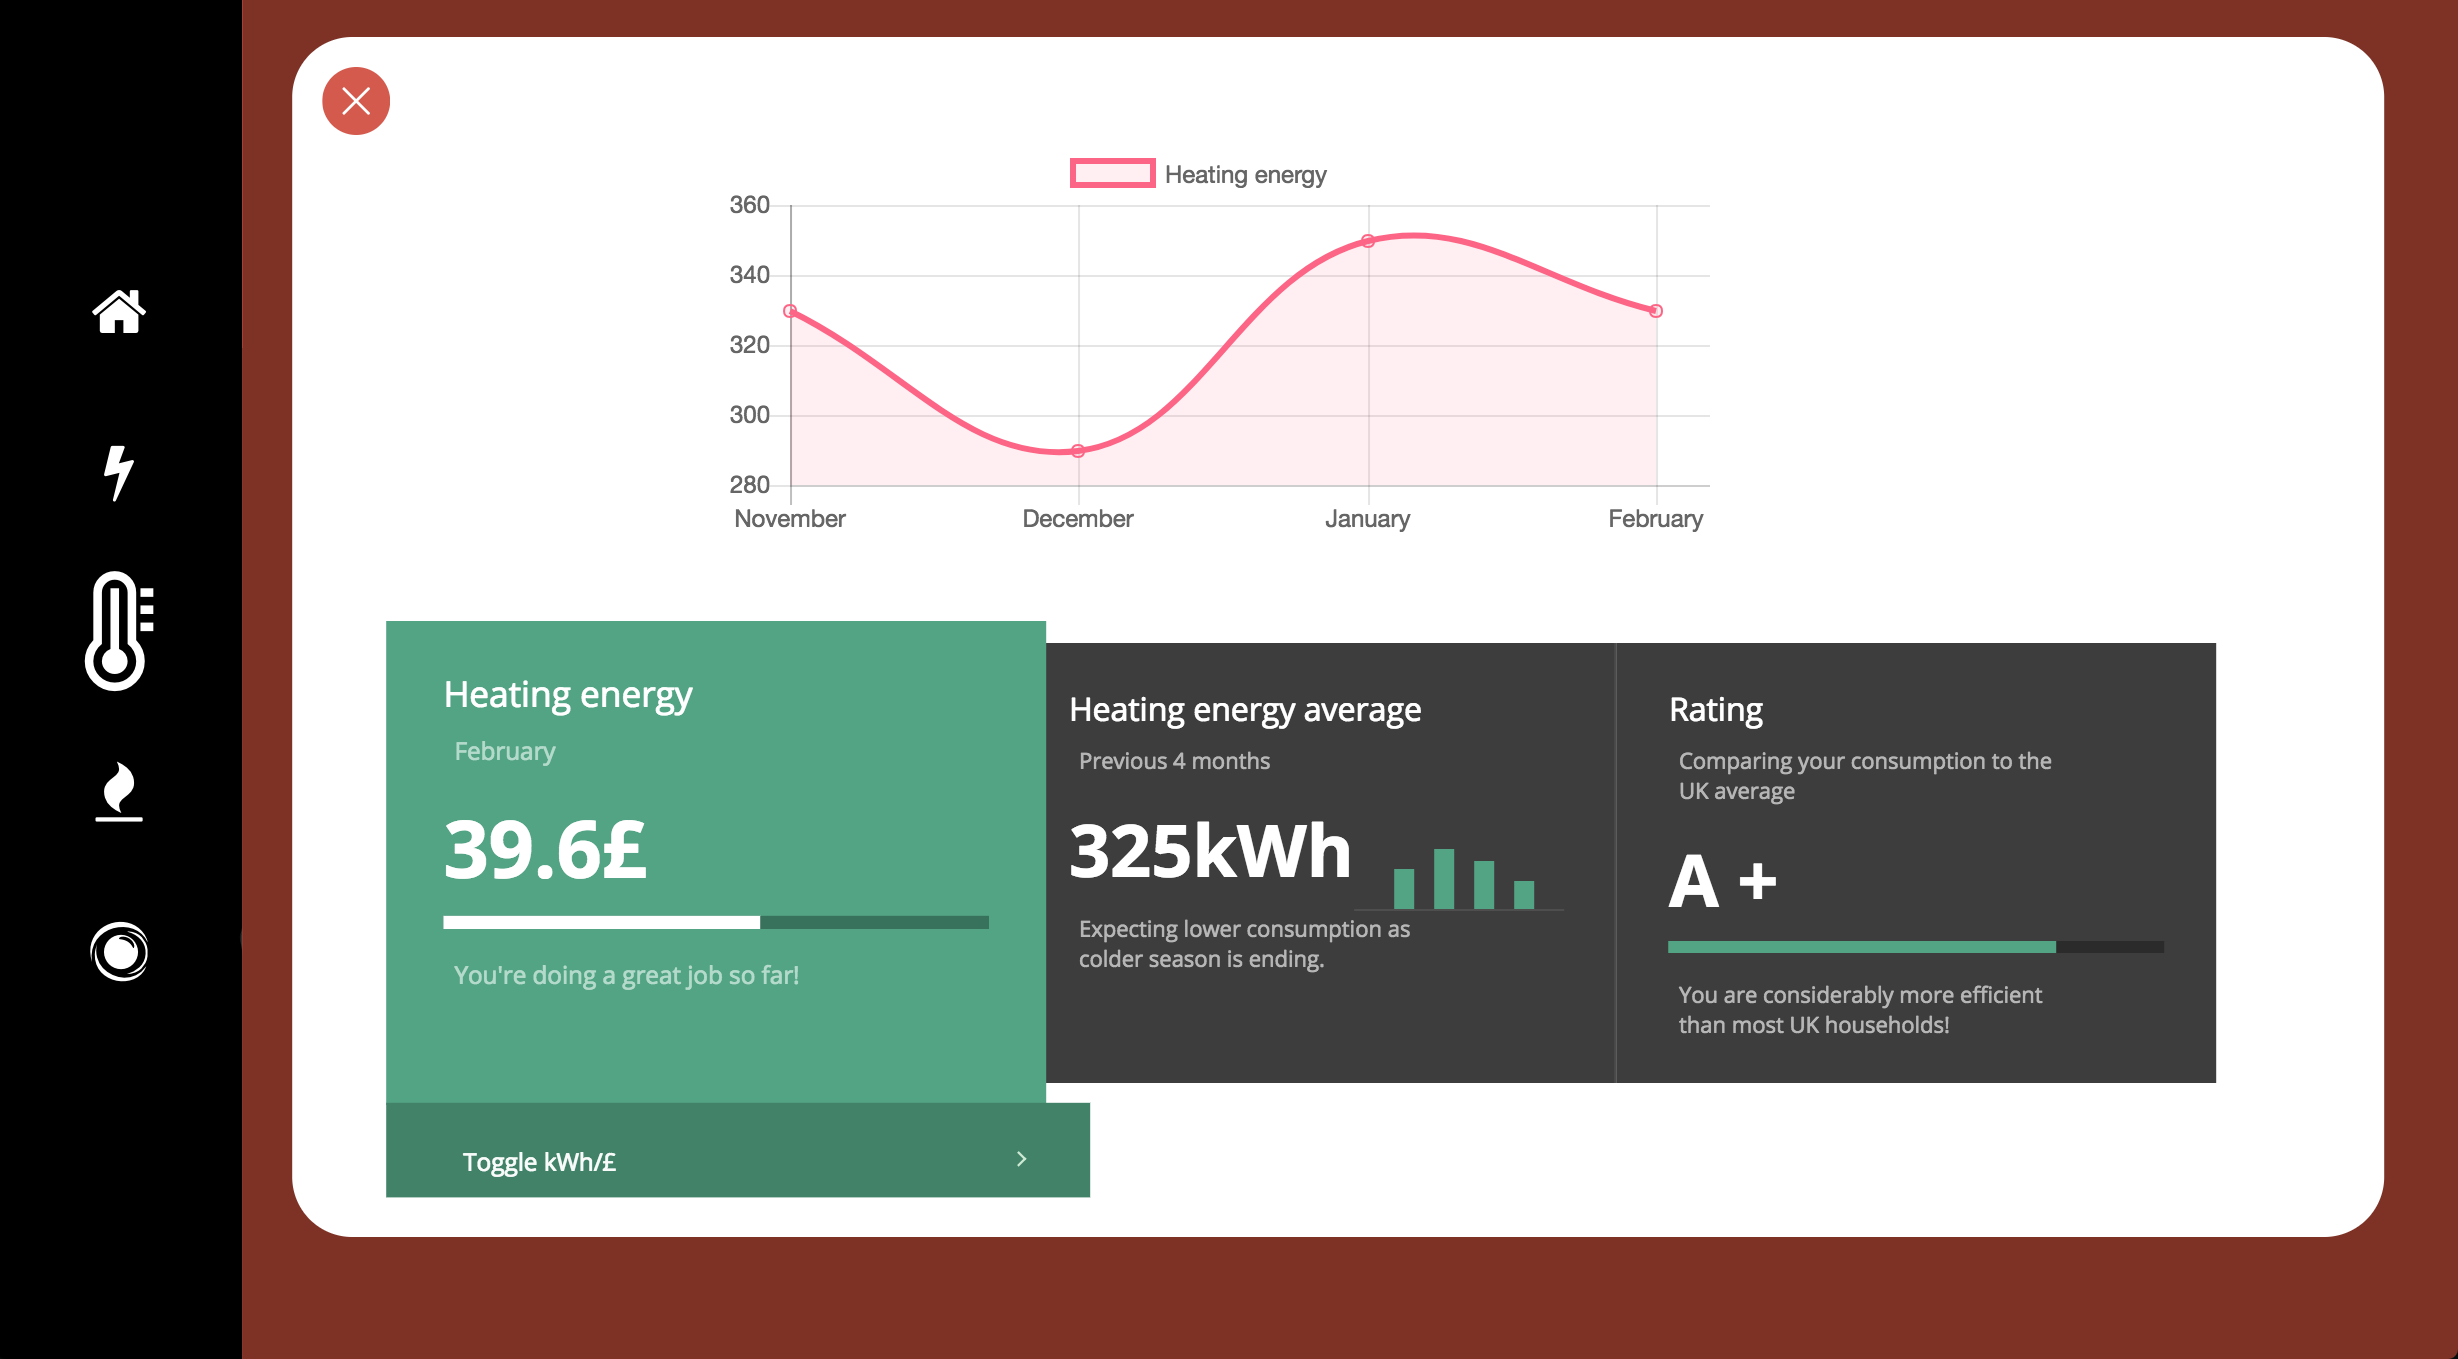 Heating energy
360
340
320
300
280
November December January February
Heating energy
February
39.6£
You're doing a great job so far!
Toggle kWh/£
Heating energy average
Previous 4 months
325kWh
Expecting lower consumption as
colder season is ending.
Rating
Comparing your consumption to the
UK average
A +
You are considerably more efficient
than most UK households!